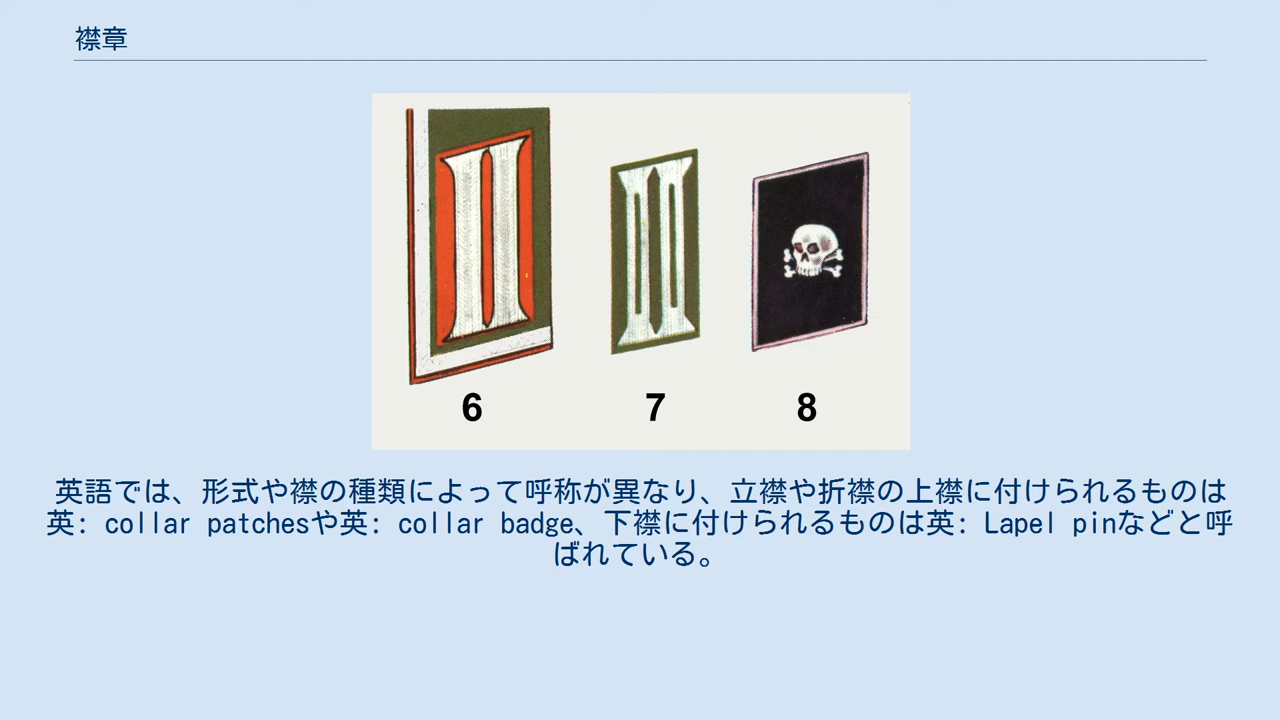 襟章
6 7 8
英語では、形式や襟の種類によって呼称が異なり、立襟や折襟の上襟に付けられるものは
英: collar patchesや英: collar badge、下襟に付けられるものは英: Lapel pinなどと呼
ばれている。